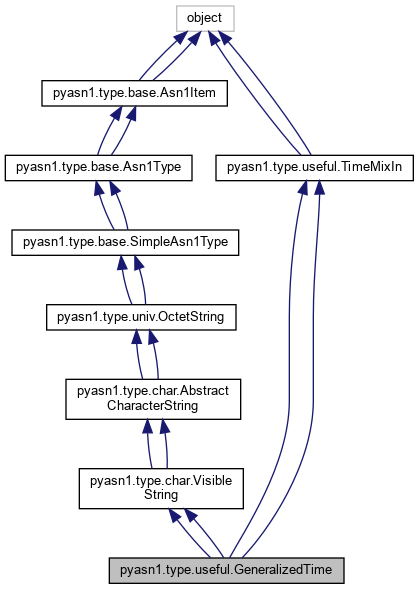 object
pyasn1.type.base.Asn1Item
pyasn1.type.base.Asn1Type
pyasn1.type.useful.TimeMixIn
pyasn1.type.base.SimpleAsn1Type
pyasn1.type.univ.OctetString
pyasn1.type.char.Abstract
CharacterString
pyasn1.type.char.Visible
String
pyasn1.type.useful.GeneralizedTime